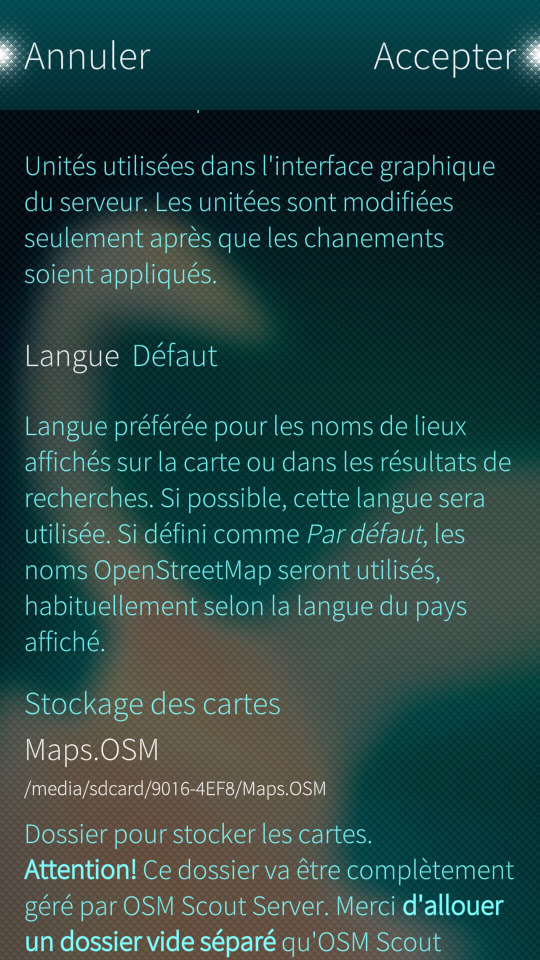 Annuler
Accepter
Unités utilisées dans l'interface graphique
du serveur. Les unitées sont modifiées
seulement après que les chanements
soient appliqués.
Langue Défaut
Langue préférée pour les noms de lieux
affichés sur la carte ou dans les résultats de
recherches. Si possible, cette langue sera
utilisée. Si défini comme Par défaut, les
noms OpenStreetMap seront utilisés,
habituellement selon la langue du pays
affiché.
Stockage des cartes
Maps.OSM
/media/sdcard/9016-4EF8/Maps.OSM
Dossier pour stocker les cartes.
Attention! Ce dossier va être complètement
géré par OSM Scout Server. Merci d'allouer
un dossier vide séparé qu'OSM Scout